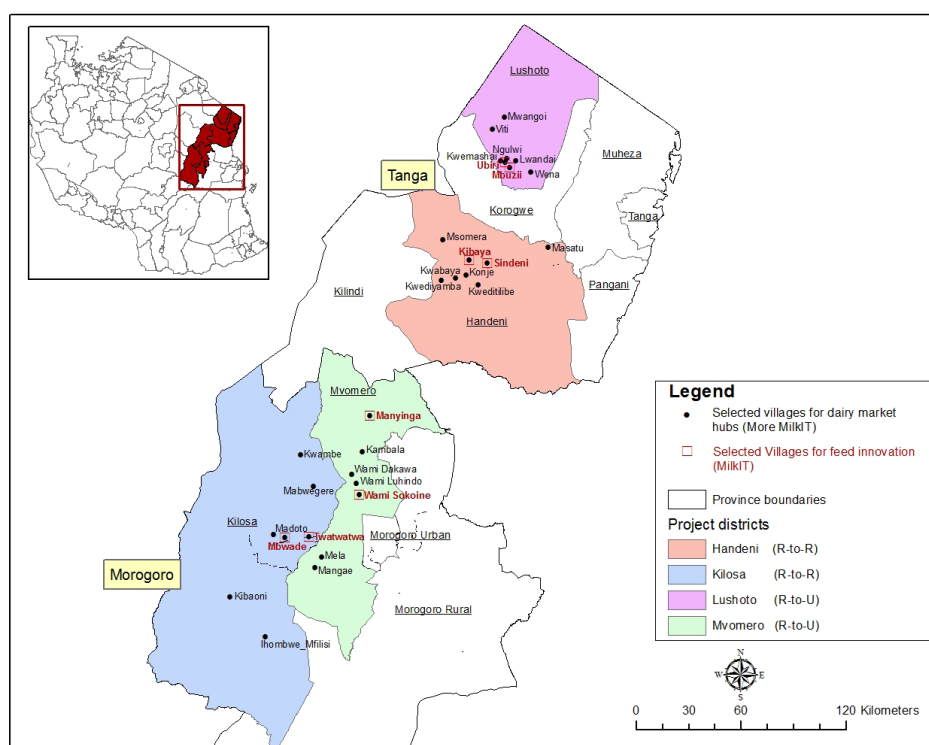 Lushoto
Mwangoi
Viti
Ngulwi
Kwemashai
Lwandai
Mbuzii
Wena
Muheza
Tanga
Korogwe
Tanga
Msomera
Masatu
Kibaya
Sindeni
Kwabaya
Konje
Kwediyamba
Kweditilibe
Pangani
Kilindi
Handeni
Mvomero
Manyinga
Kambala
Kwambe
Wami Dakawa
Wami Luhindo
Mabwegere
Wami Sokoine
Kilosa
Madoto
Twatwatwa
Morogoro Urban
Mbwade
Mela
Mangae
Morogoro
Kibaoni
Morogoro Rural
Ihombwe_Mfilisi
Legend
Selected villages for dairy market
hubs (More MilkIT)
Selected Villages for feed innovation
(MilkIT)
Province boundaries
Project districts
Handeni (R-to-R)
Kilosa (R-to-R)
Lushoto (R-to-U)
Mvomero (R-to-U)
N
W E
S
0 30 60 120 Kilometers